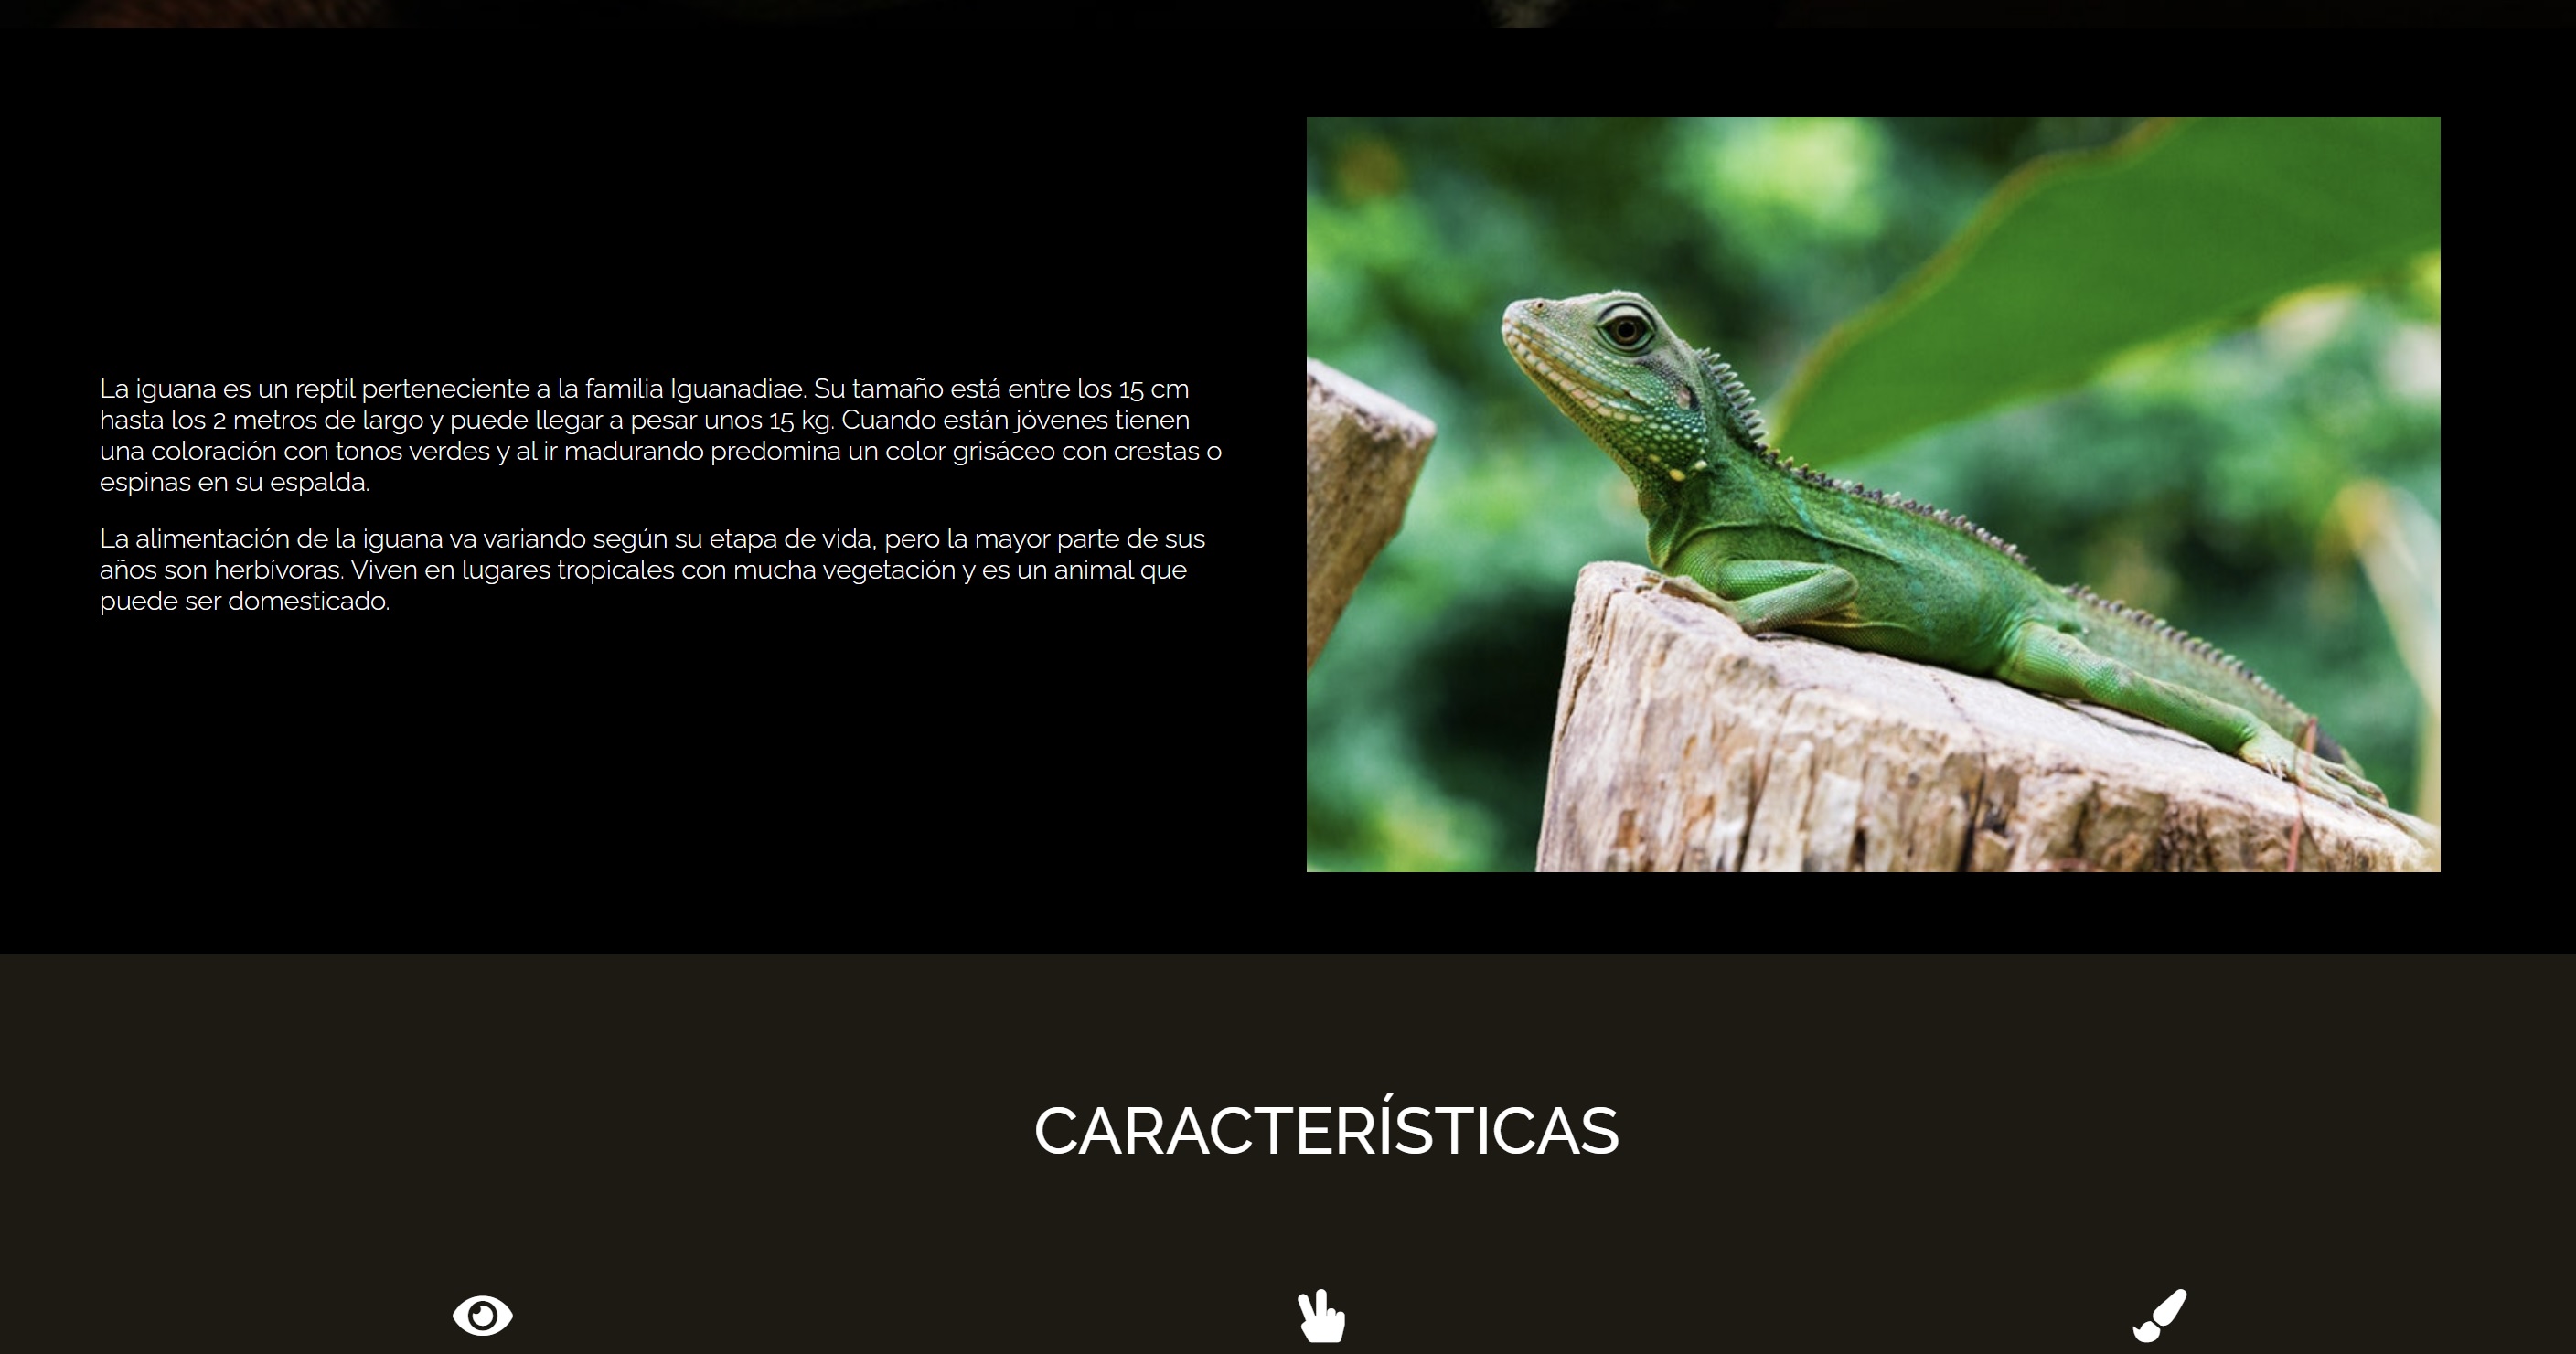 La iguana es un reptil perteneciente a la familia Iguanadiae. Su tamaño está entre los 15 cm
hasta los 2 metros de largo y puede llegar a pesar unos 15 kg. Cuando están jóvenes tienen
una coloración con tonos verdes y al ir madurando predomina un color grisáceo con crestas o
espinas en su espalda.
La alimentación de la iguana va variando según su etapa de vida, pero la mayor parte de sus
años son herbívoras. Viven en lugares tropicales con mucha vegetación y es un animal que
puede ser domesticado.
CARACTERÍSTICAS